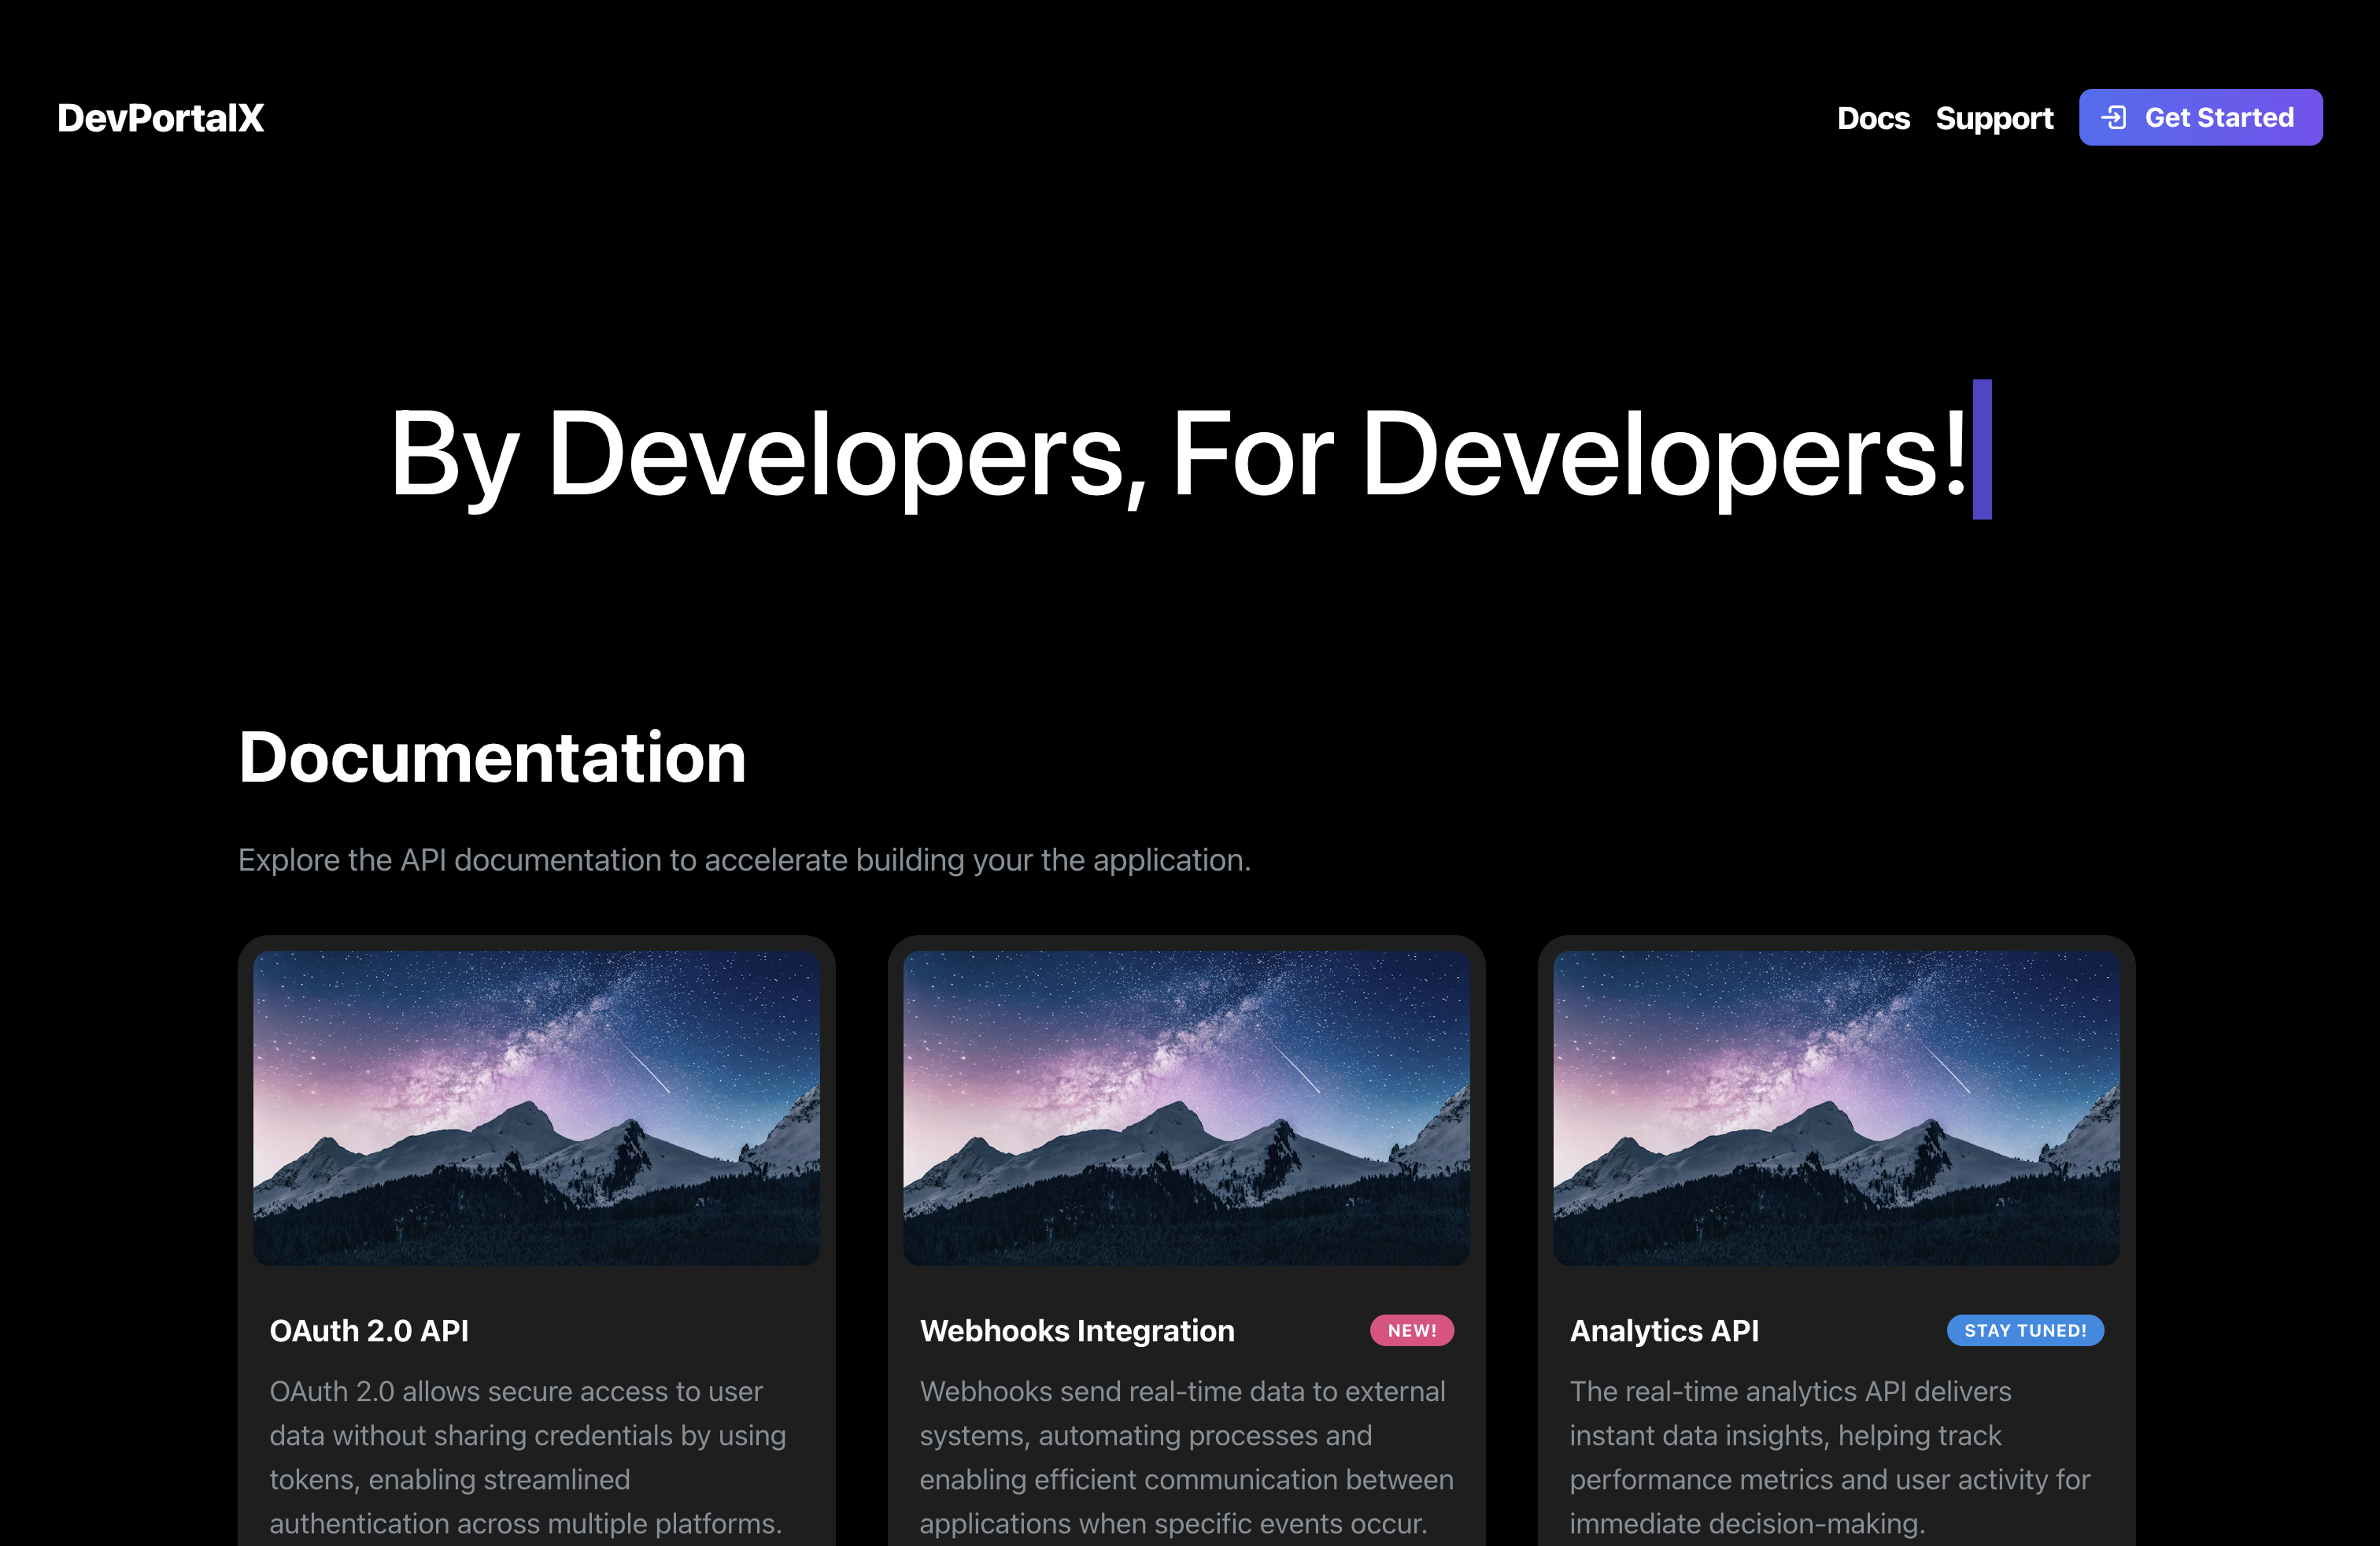 DevPortalX
Docs Support Get Started
By Developers, For Developers!
Documentation
Explore the API documentation to accelerate building your the application.
OAuth 2.0 API
OAuth 2.0 allows secure access to user
data without sharing credentials by using
tokens, enabling streamlined
authentication across multiple platforms.
Webhooks Integration NEW!
Webhooks send real-time data to external
systems, automating processes and
enabling efficient communication between
applications when specific events occur.
Analytics API STAY TUNED!
The real-time analytics API delivers
instant data insights, helping track
performance metrics and user activity for
immediate decision-making.